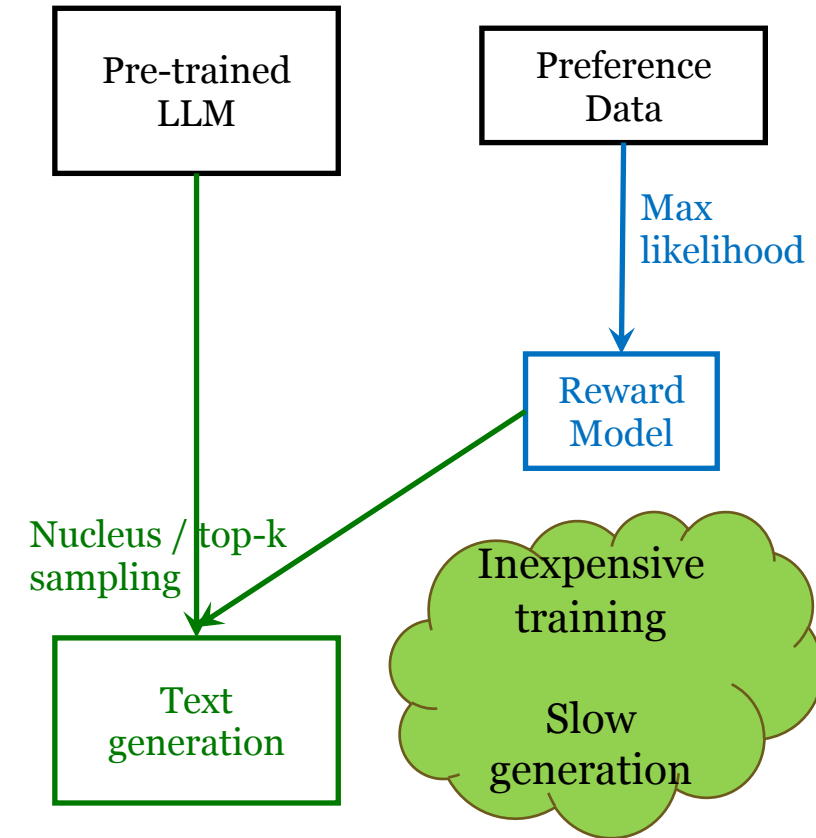 Pre-trained
LLM
Preference
Data
Max
likelihood
Reward
Model
Nucleus / top-k
sampling
Inexpensive
training
Slow
generation
Text
generation